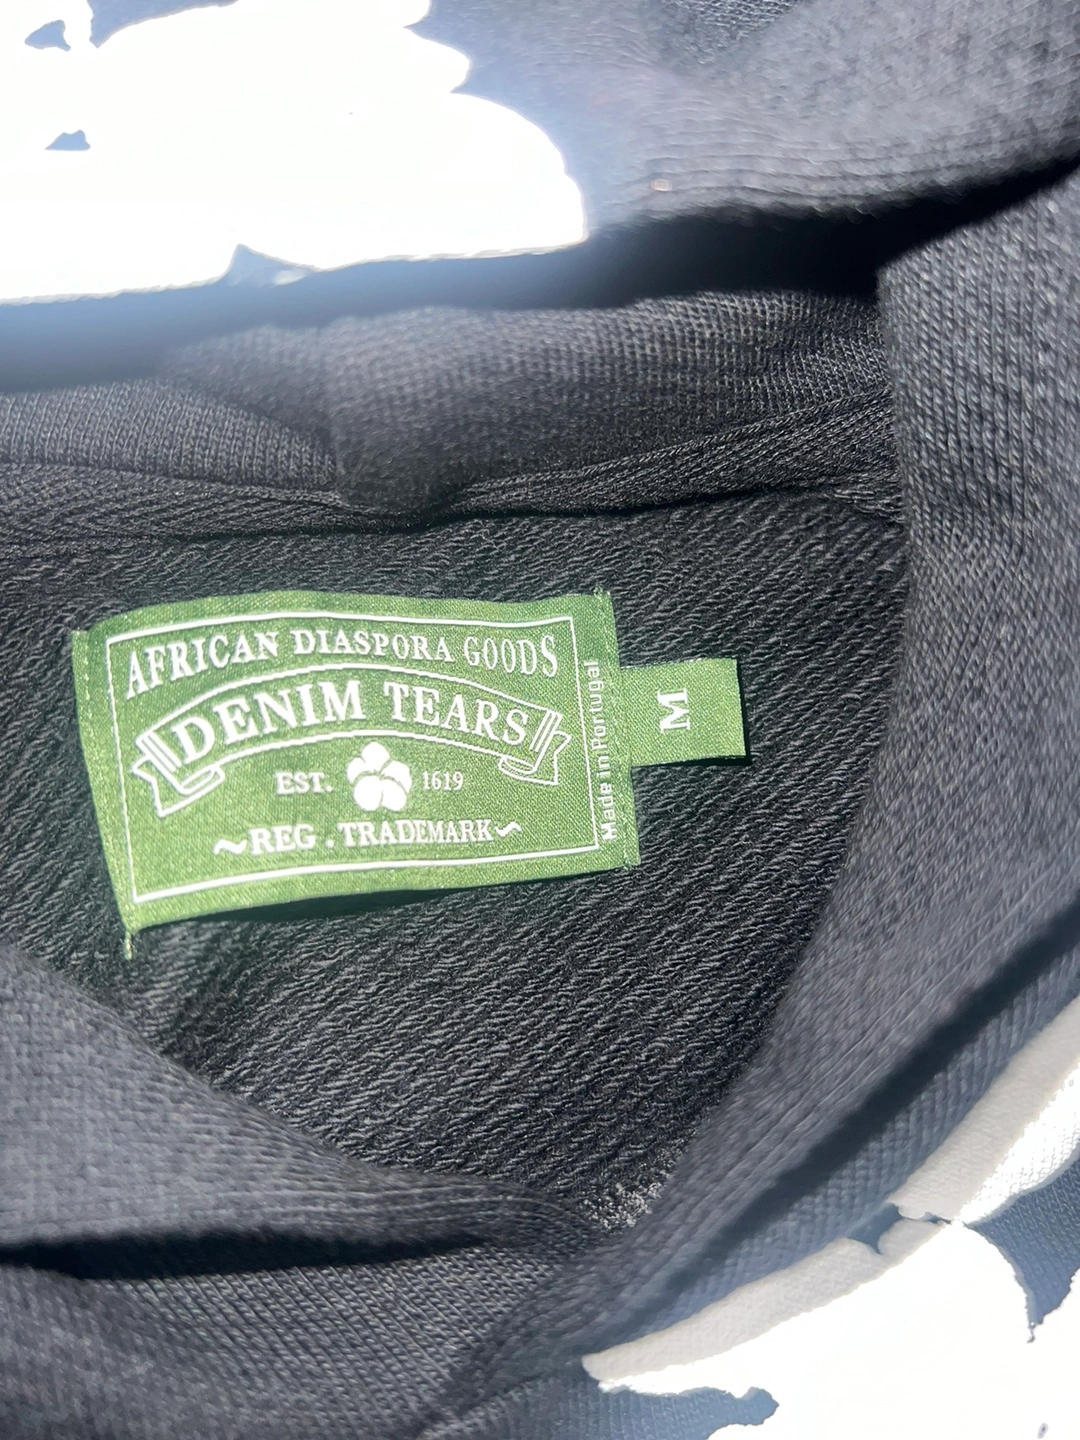 AFRICAN DIASPORA GOODS
DENIM TEARS
EST. 1619
~REG . TRADEMARK~
Made in Portugal
M